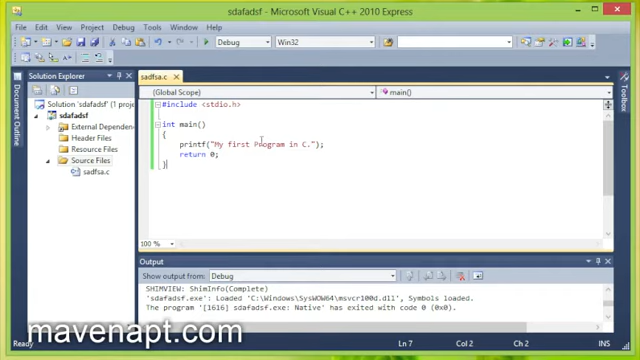 sdafadsf - Microsoft Visual C++ 2010 Express
File Edit View Project Debug Tools Window Help
Debug Win32
Solution Explorer
sadfsa.c
Document Outline
Toolbox
(Global Scope) main()
Solution 'sdafadsf'
sdafadsf
External Dependenc
Header Files
Resource Files
Source Files
sadfsa.c
#include <stdio.h>
int main()
{
printf("My first Program in C.");
return 0;
}
100 %
Output
Show output from: Debug
SHIMVIEW: ShimInfo(Complete)
'sdafadsf.exe': Loaded 'C:\Windows\SysWOW64\msvcr100d.dll', Symbols loaded.
The program '[1616] sdafadsf.exe: Native' has exited with code 0 (0x0).
mavenapt.com
Ready Ln 7 Col 2 Ch 2